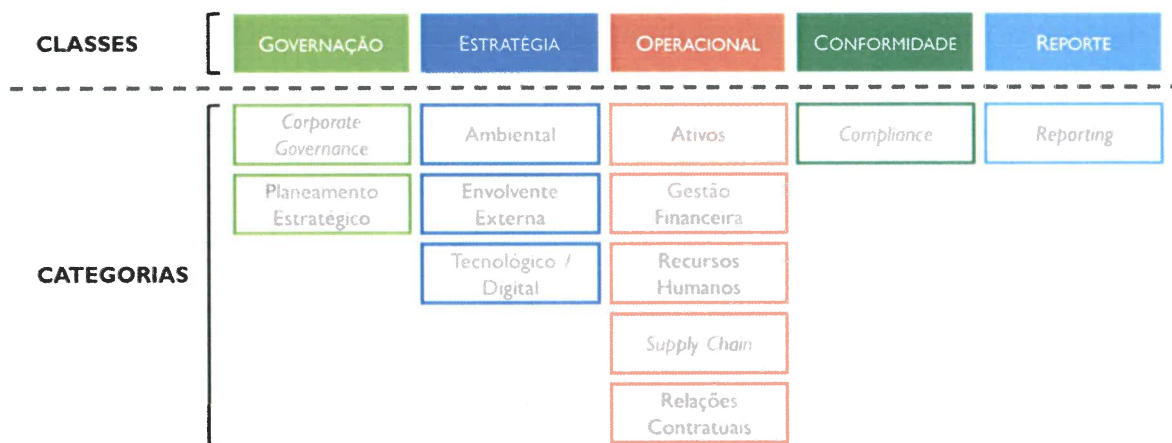 CLASSES
GOVERNAÇÃO
ESTRATÉGIA
OPERACIONAL
CONFORMIDADE
REPORTE
CATEGORIAS
Corporate
Governance
Planeamento
Estratégico
Ambiental
Envolvente
Externa
Tecnológico /
Digital
Ativos
Gestão
Financeira
Recursos
Humanos
Supply Chain
Relações
Contratuais
Compliance
Reporting